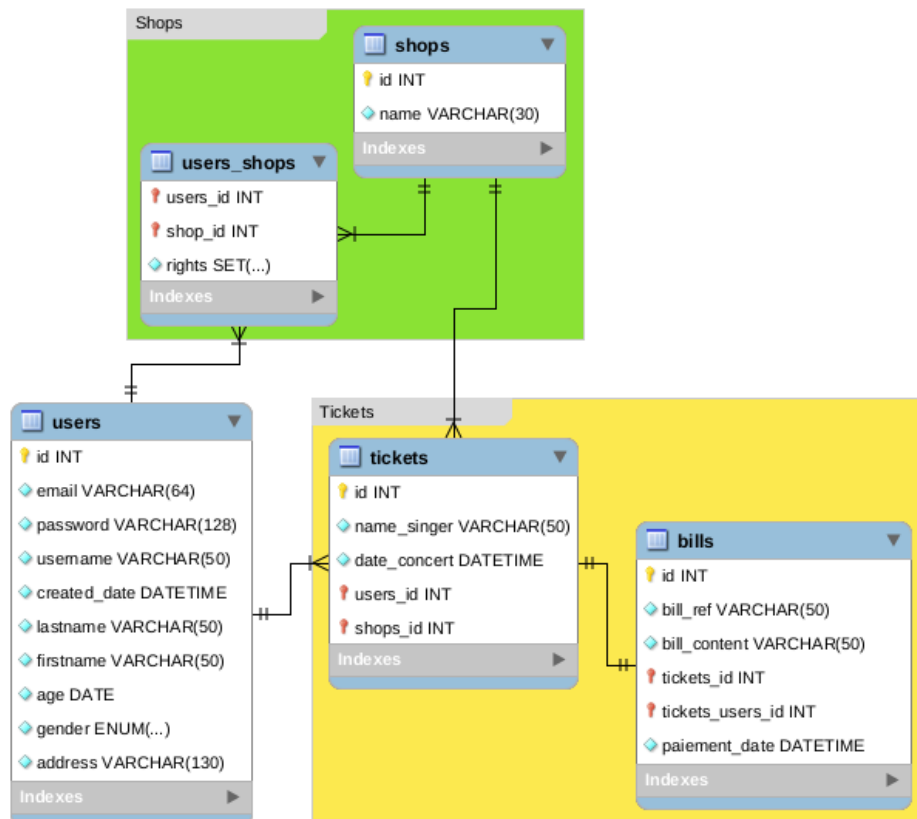 Shops
shops
id INT
name VARCHAR(30)
Indexes
users_shops
users_id INT
shop_id INT
rights SET(...)
Indexes
users
id INT
email VARCHAR(64)
password VARCHAR(128)
username VARCHAR(50)
created_date DATETIME
lastname VARCHAR(50)
firstname VARCHAR(50)
age DATE
gender ENUM(...)
address VARCHAR(130)
Indexes
Tickets
tickets
id INT
name_singer VARCHAR(50)
date_concert DATETIME
users_id INT
shops_id INT
Indexes
bills
id INT
bill_ref VARCHAR(50)
bill_content VARCHAR(50)
tickets_id INT
tickets_users_id INT
paiement_date DATETIME
Indexes